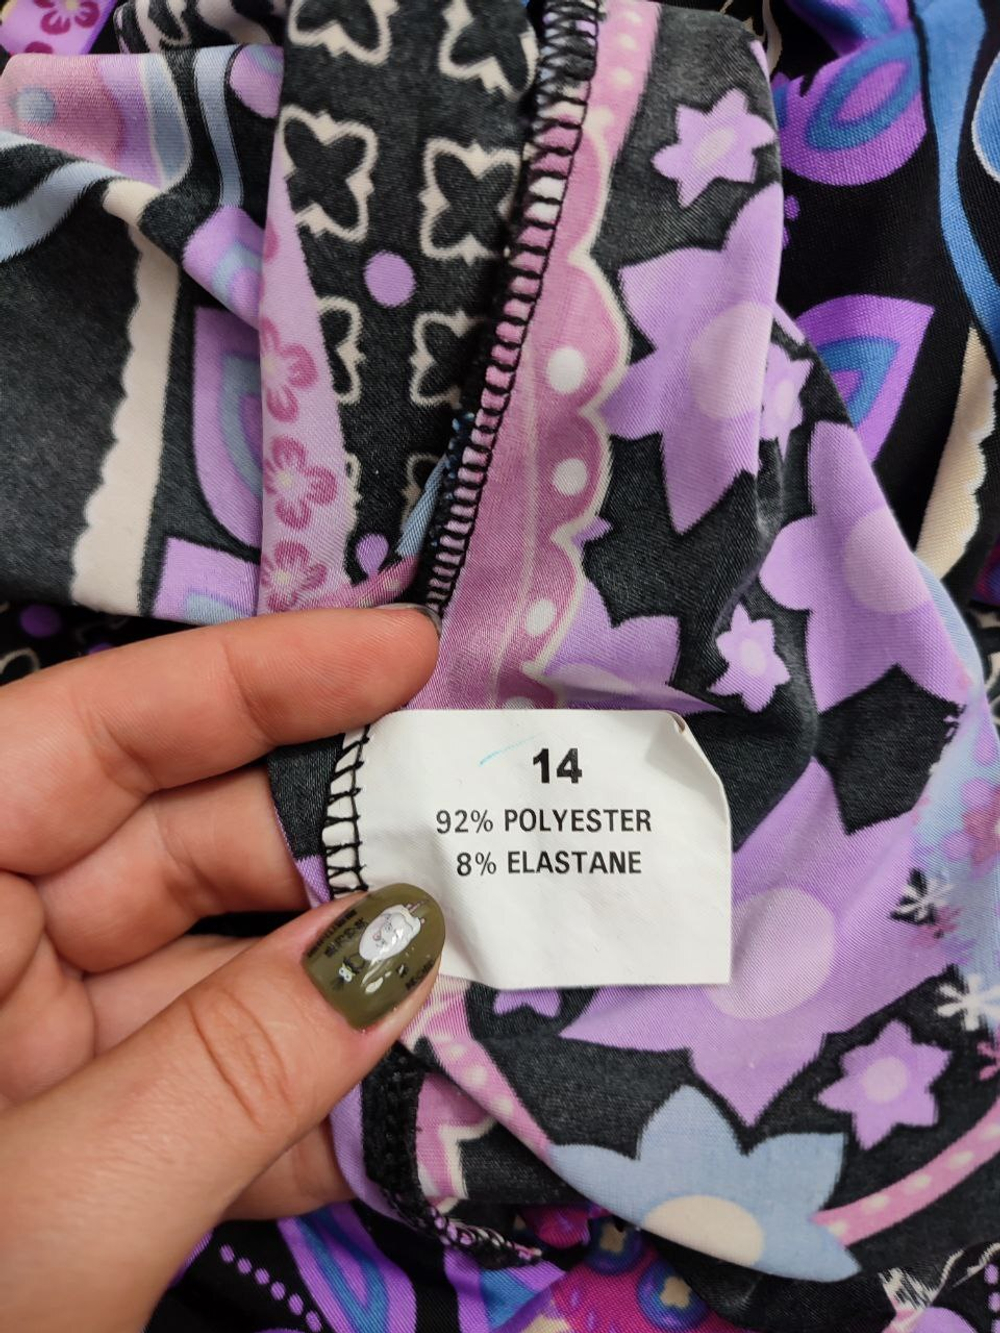 14
92% POLYESTER
8% ELASTANE